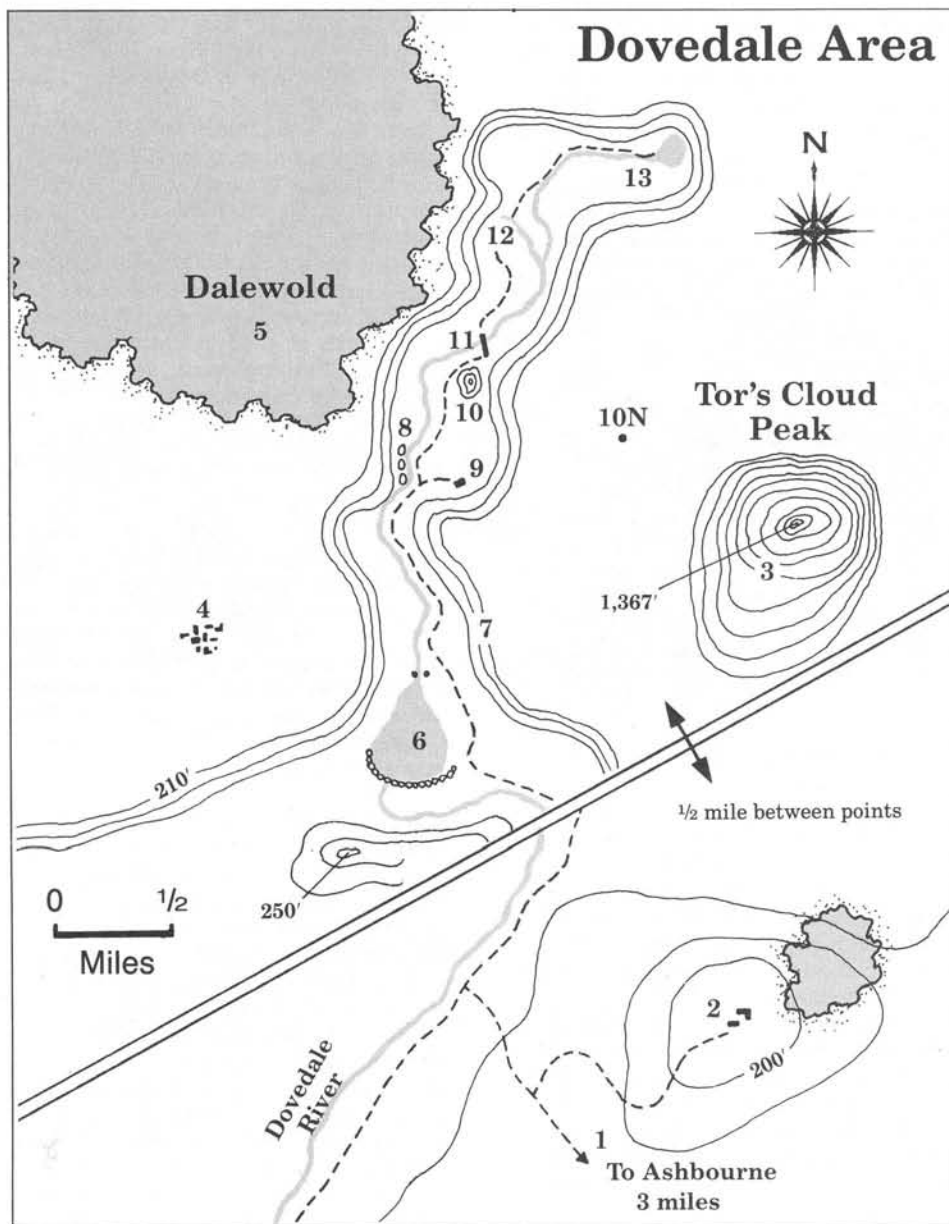 Dovedale Area
N
13
12
Dalewold
5
11
10
Tor's Cloud
Peak
10N
8
9
3
1,367'
4
7
6
210'
½ mile between points
250'
0 ½
Miles
2
200'
Dovedale
River
1
To Ashbourne
3 miles